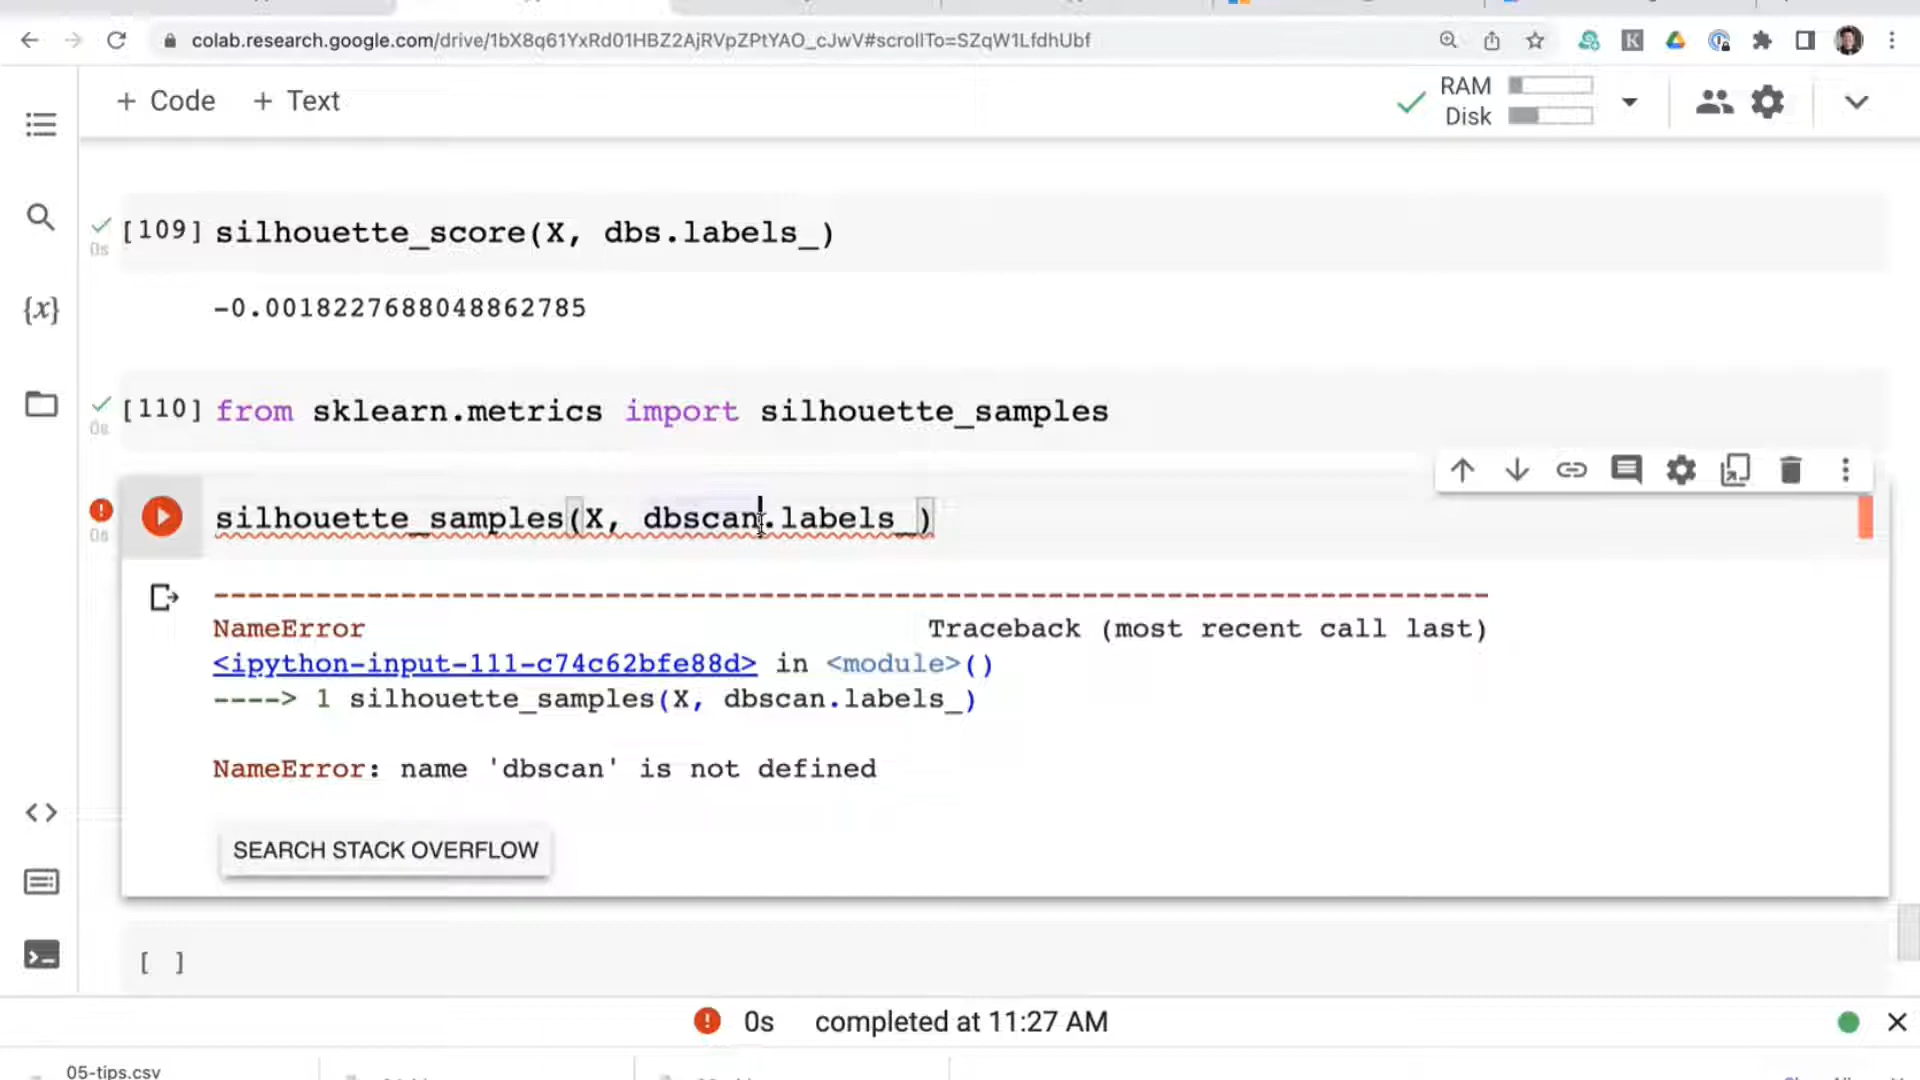 colab.research.google.com/drive/1bX8q61YxRd01HBZ2AjRVpZPtYAO_cJwV#scrollTo=SZqW1LfdhUbf
+ Code + Text
RAM
Disk
[109] silhouette_score(X, dbs.labels_)
0s
-0.0018227688048862785
[110] from sklearn.metrics import silhouette_samples
0s
silhouette_samples(X, dbscan.labels_)
0s
---------------------------------------------------------------------------
NameError Traceback (most recent call last)
<ipython-input-111-c74c62bfe88d> in <module>()
----> 1 silhouette_samples(X, dbscan.labels_)
NameError: name 'dbscan' is not defined
SEARCH STACK OVERFLOW
[ ]
0s completed at 11:27 AM
05-tips.csv